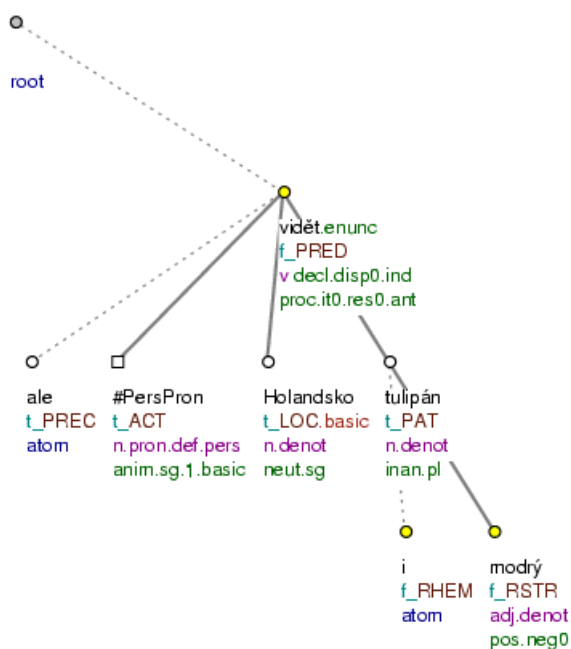 root
vidět.enunc
f_PRED
v decl.disp0.ind
proc.it0.res0.ant
ale
t_PREC
atom
#PersPron
t_ACT
n.pron.def.pers
anim.sg.1.basic
Holandsko
t_LOC.basic
n.denot
neut.sg
tulipán
t_PAT
n.denot
inan.pl
i
f_RHEM
atom
modrý
f_RSTR
adj.denot
pos.neg0